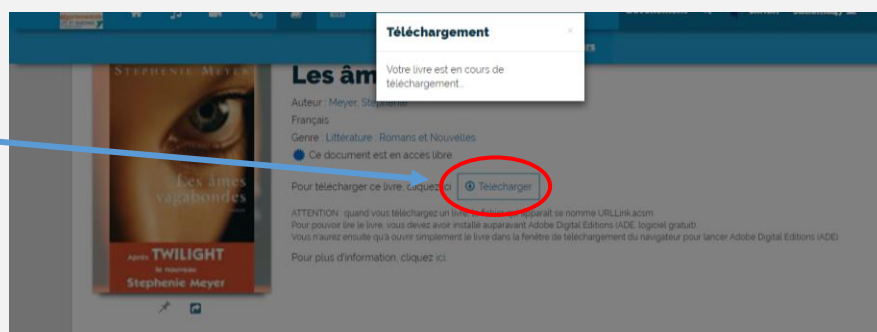 Téléchargement
×
Votre livre est en cours de
téléchargement...
STEPHENIE MEYER
Les âmes
vagabondes
Après TWILIGHT
le nouveau
Stephenie Meyer
Les âm
Auteur : Meyer, Stephenie
Français
Genre : Littérature : Romans et Nouvelles
Ce document est en accès libre
Pour télécharger ce livre, cliquez ici
Télécharger
ATTENTION : quand vous téléchargez un livre, le fichier qui apparait se nomme URLLink.acsm
Pour pouvoir lire le livre, vous devez avoir installé auparavant Adobe Digital Editions (ADE, logiciel gratuit).
Vous n'aurez ensuite qu'à ouvrir simplement le livre dans la fenêtre de téléchargement du navigateur pour lancer Adobe Digital Editions (ADE)
Pour plus d'information, cliquez ici